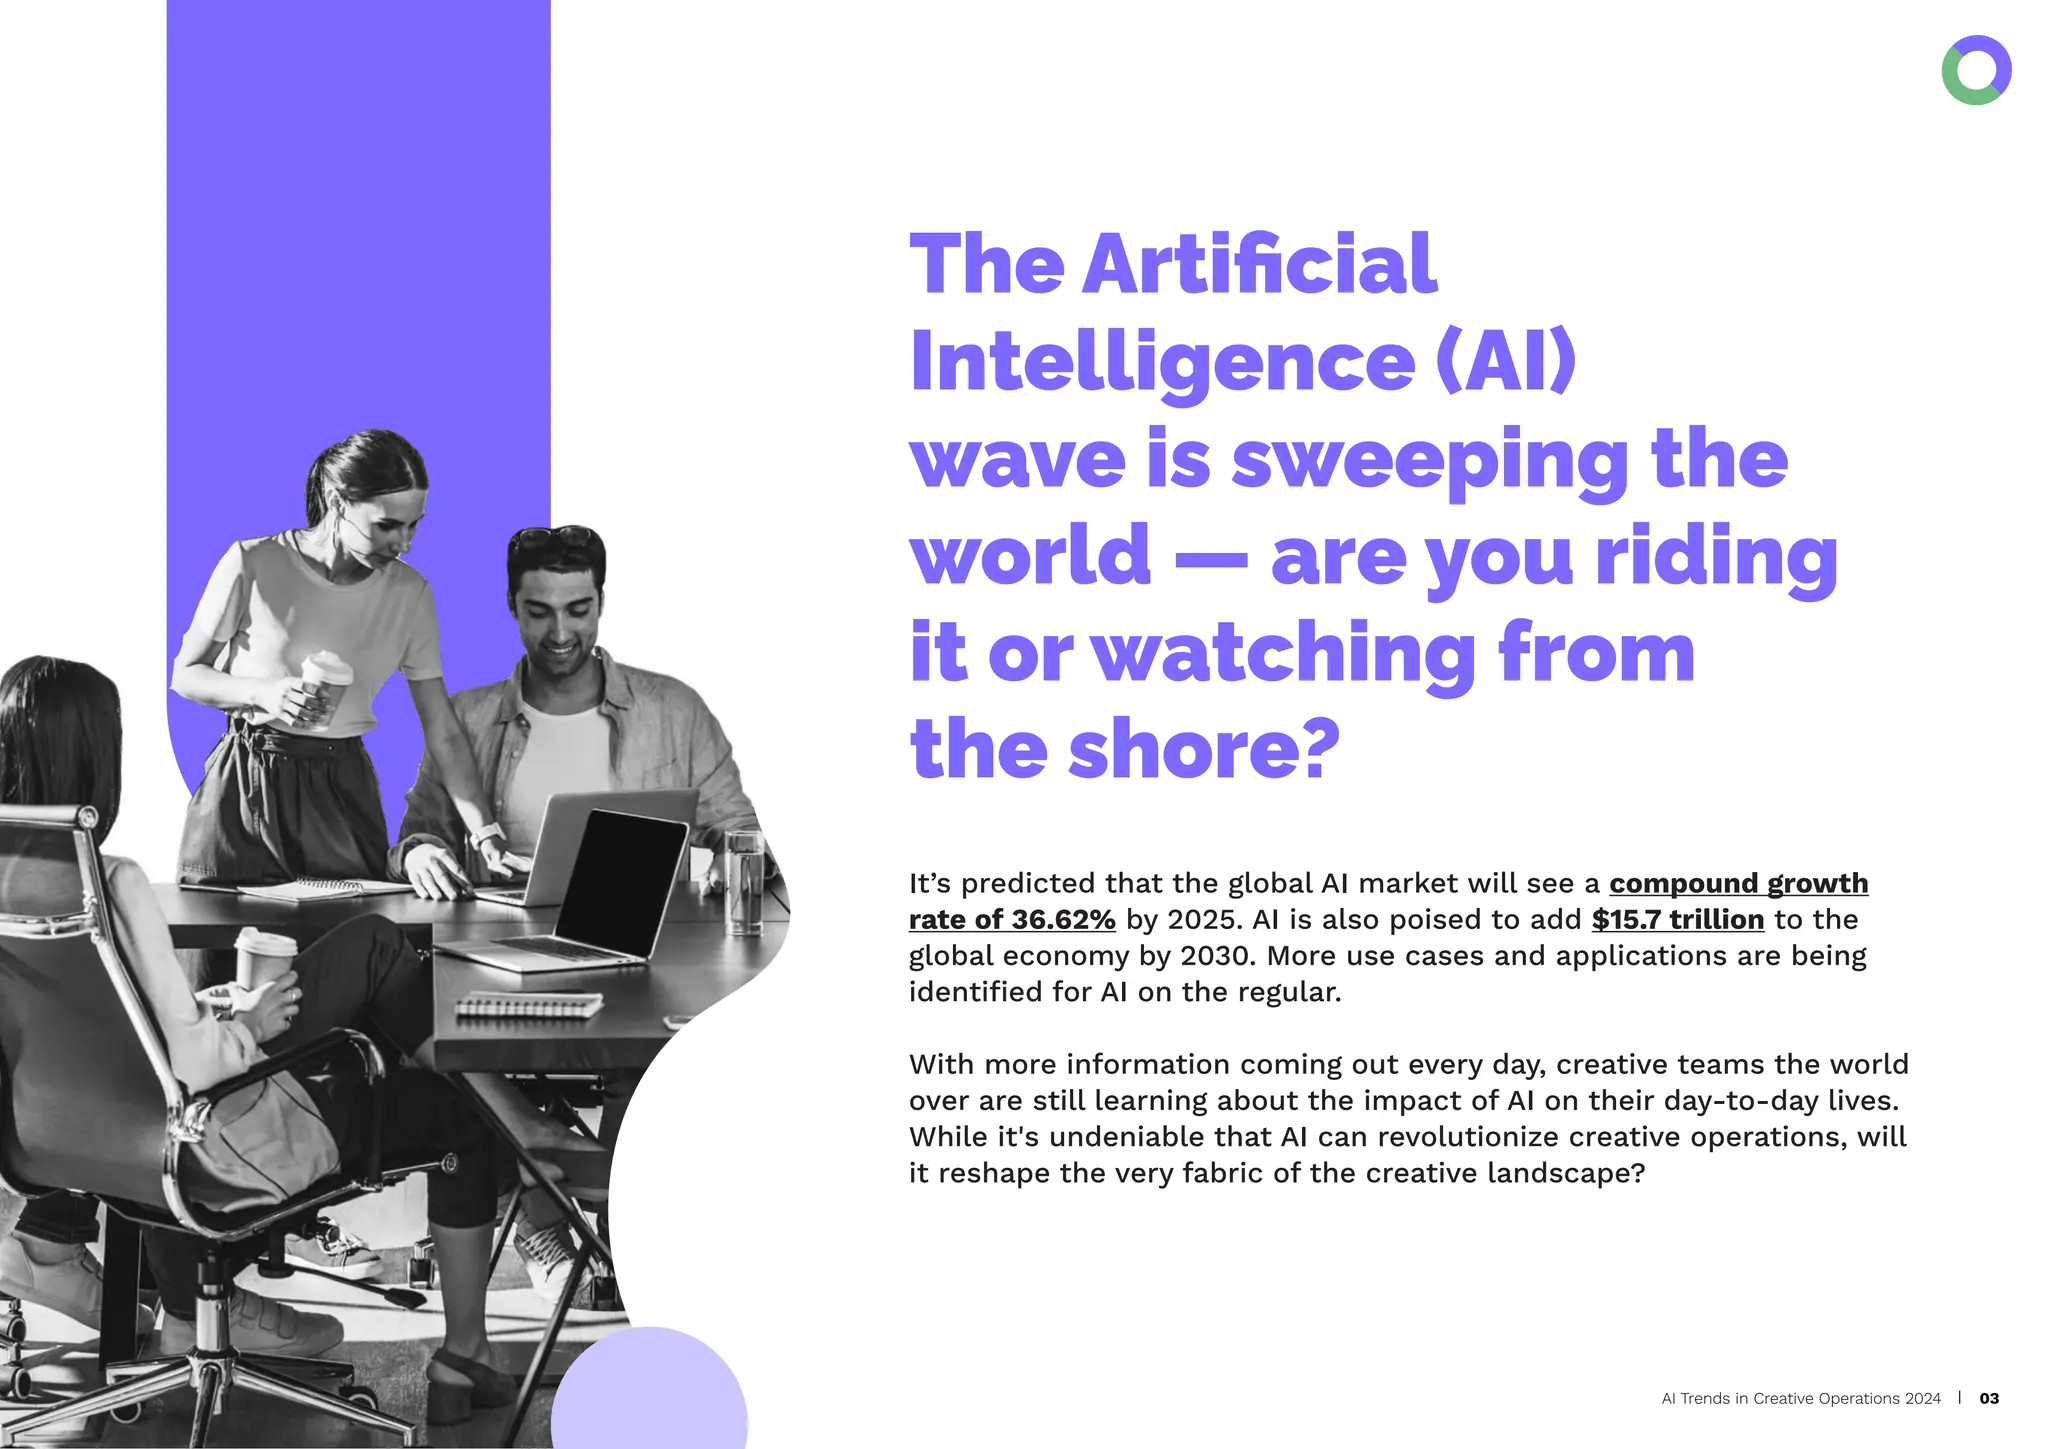 The Artificial
Intelligence (AI)
wave is sweeping the
world — are you riding
it or watching from
the shore?
It’s predicted that the global AI market will see a compound growth
rate of 36.62% by 2025. AI is also poised to add $15.7 trillion to the
global economy by 2030. More use cases and applications are being
identified for AI on the regular.
With more information coming out every day, creative teams the world
over are still learning about the impact of AI on their day-to-day lives.
While it's undeniable that AI can revolutionize creative operations, will
it reshape the very fabric of the creative landscape?
AI Trends in Creative Operations 2024 | 03